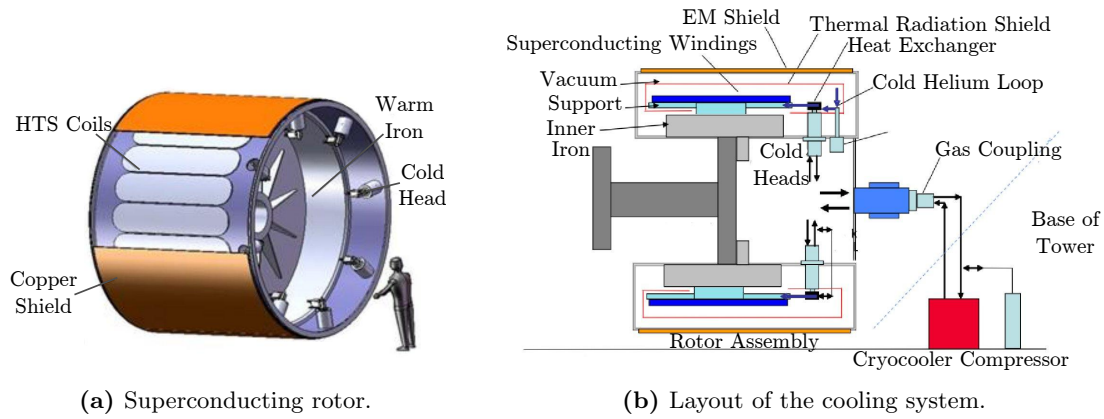 HTS Coils
Warm
Iron
Cold
Head
Copper
Shield
(a) Superconducting rotor.
EM Shield
Thermal Radiation Shield
Superconducting Windings
Heat Exchanger
Vacuum
Cold Helium Loop
Support
Inner
Iron
Cold
Heads
Gas Coupling
Base of
Tower
Rotor Assembly
Cryocooler Compressor
(b) Layout of the cooling system.